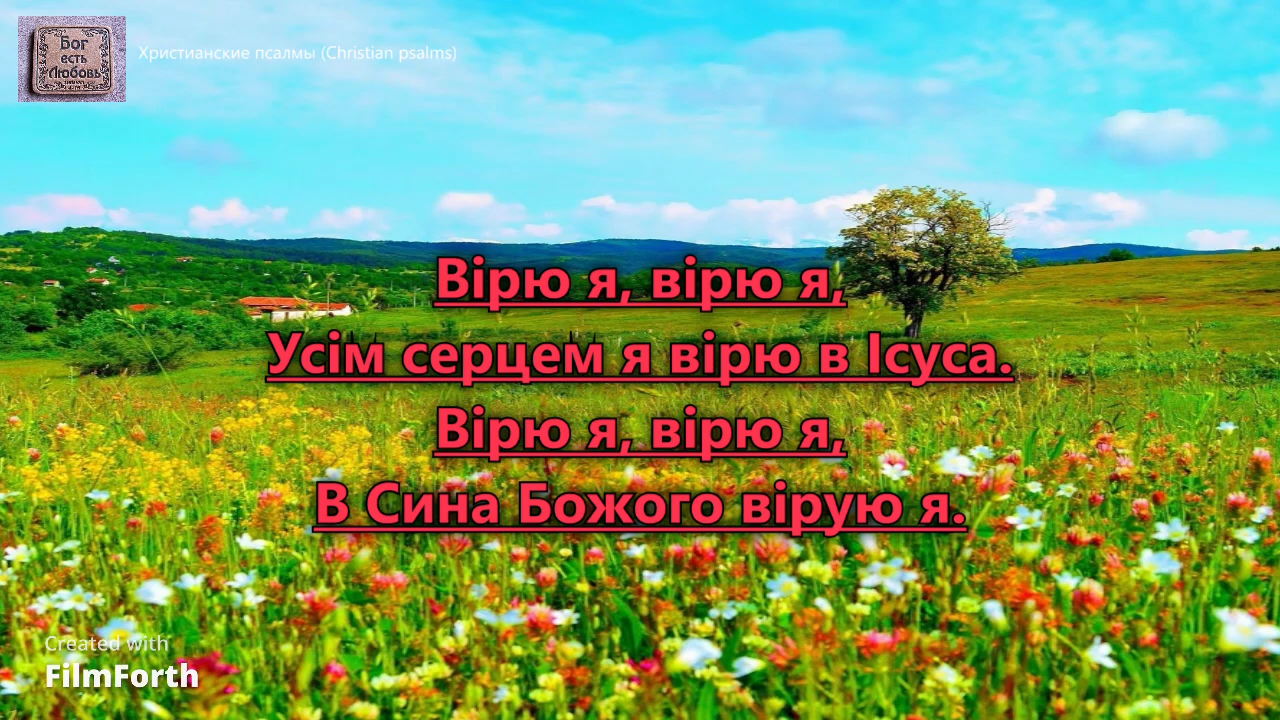 Бог
есть
Любовь
Христианские псалмы (Christian psalms)
Вірю я, вірю я,
Усім серцем я вірю в Ісуса.
Вірю я, вірю я,
В Сина Божого вірую я.
Created with
FilmForth